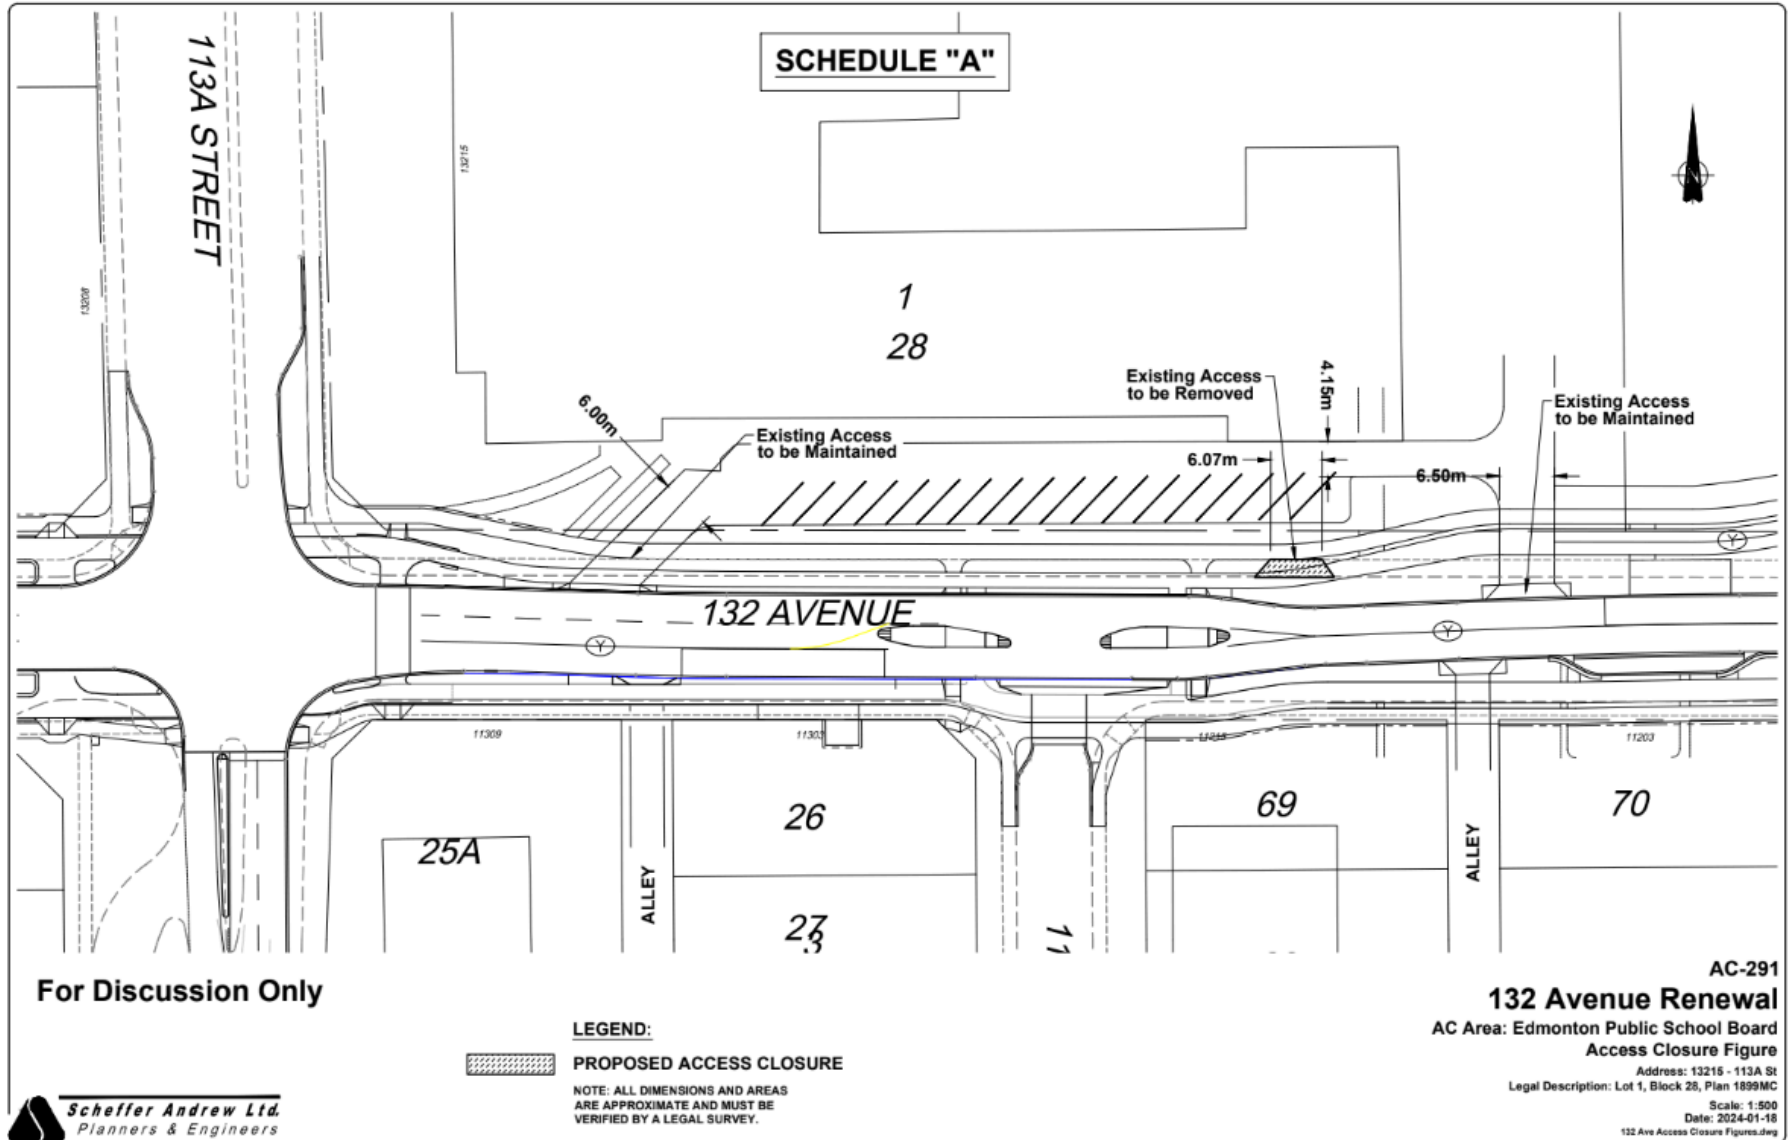 SCHEDULE "A"
113A STREET
13215
13208
1
28
Existing Access
to be Removed
4.15m
6.00m
Existing Access
to be Maintained
Existing Access
to be Maintained
6.07m
6.50m
Y
132 AVENUE
Y
Y
11309
11303
11203
26
69
70
25A
ALLEY
ALLEY
27
3
11
For Discussion Only
AC-291
132 Avenue Renewal
AC Area: Edmonton Public School Board
Access Closure Figure
Address: 13215 - 113A St
Legal Description: Lot 1, Block 28, Plan 1899MC
Scale: 1:500
Date: 2024-01-18
132 Ave Access Closure Figures.dwg
LEGEND:
PROPOSED ACCESS CLOSURE
NOTE: ALL DIMENSIONS AND AREAS
ARE APPROXIMATE AND MUST BE
VERIFIED BY A LEGAL SURVEY.
Scheffer Andrew Ltd.
Planners & Engineers